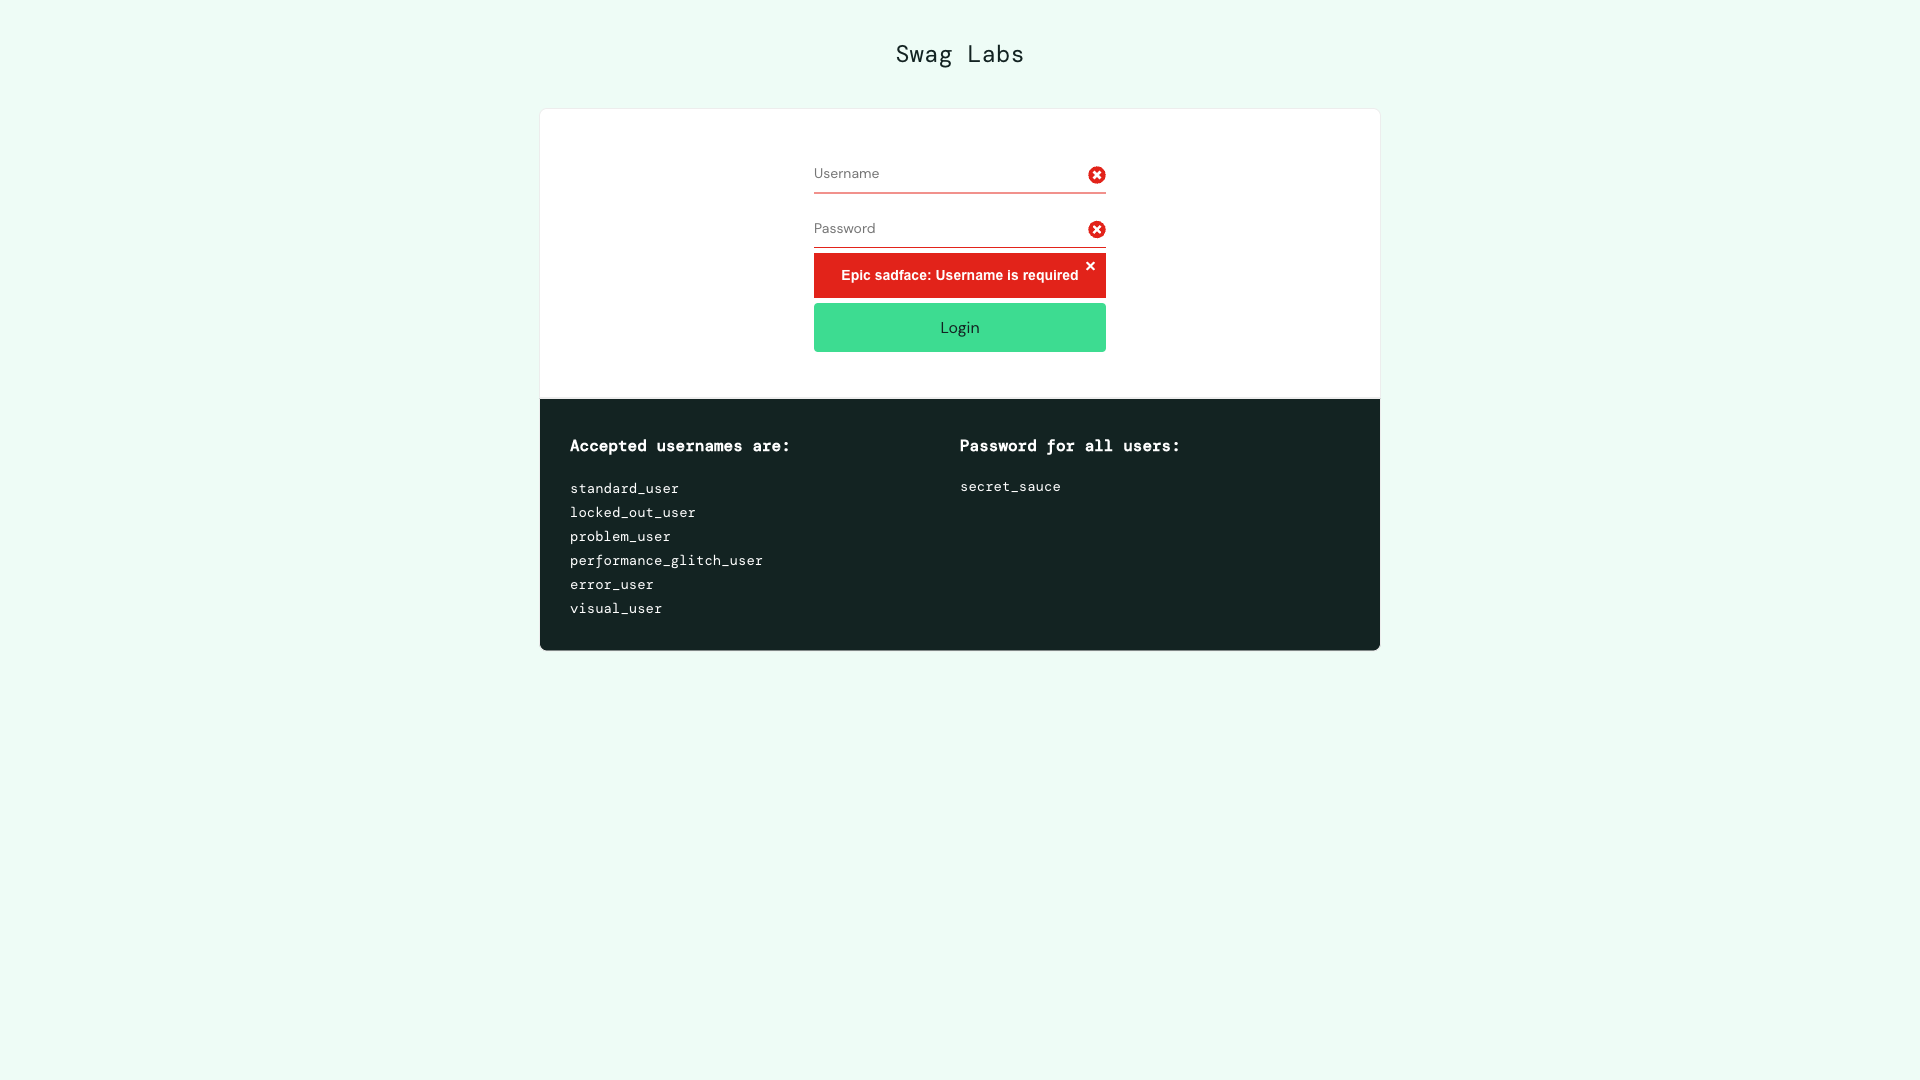 Swag Labs
Username
Password
Epic sadface: Username is required
Login
Accepted usernames are:
standard_user
locked_out_user
problem_user
performance_glitch_user
error_user
visual_user
Password for all users:
secret_sauce